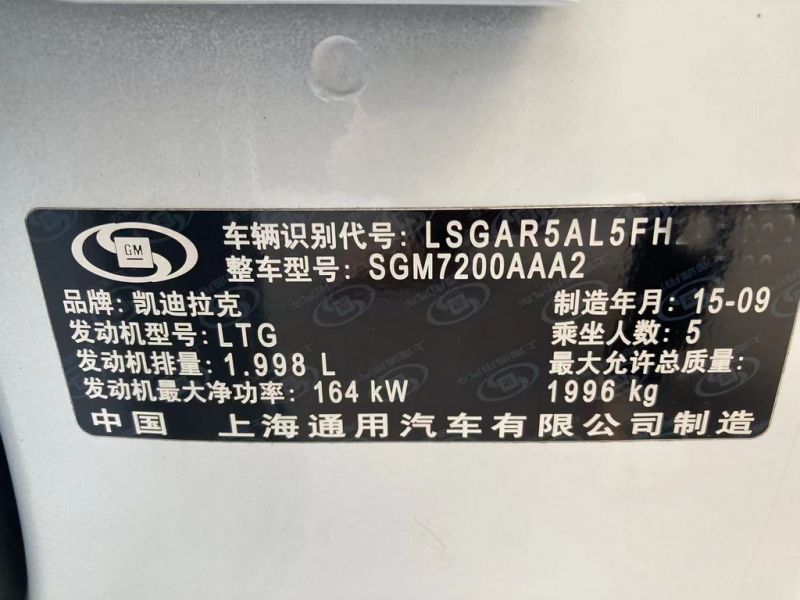 GM
车辆识别代号: LSGAR5AL5FH
整车型号: SGM7200AAA2
品牌: 凯迪拉克 制造年月: 15-09
发动机型号: LTG 乘坐人数: 5
发动机排量: 1.998 L 最大允许总质量:
发动机最大净功率: 164 kW 1996 kg
中国 上海通用汽车有限公司制造